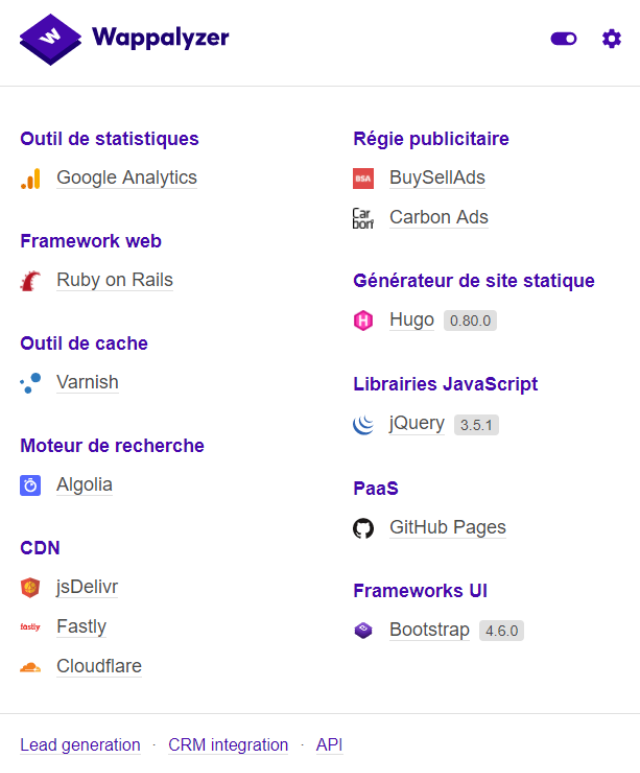 Wappalyzer
Outil de statistiques
Google Analytics
Framework web
Ruby on Rails
Outil de cache
Varnish
Moteur de recherche
Algolia
CDN
jsDelivr
fastly Fastly
Cloudflare
Régie publicitaire
BSA BuySellAds
Car
bon Carbon Ads
Générateur de site statique
Hugo 0.80.0
Librairies JavaScript
jQuery 3.5.1
PaaS
GitHub Pages
Frameworks UI
Bootstrap 4.6.0
Lead generation · CRM integration · API